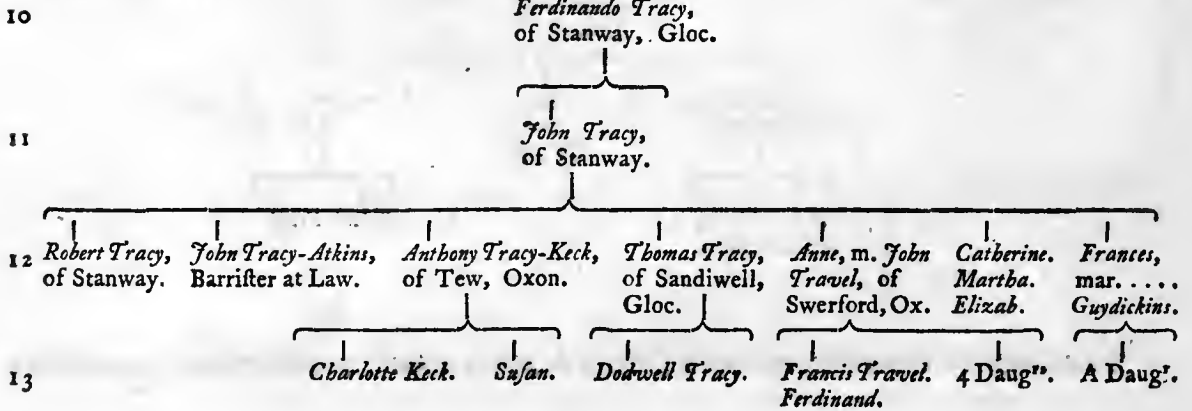 10
Ferdinando Tracy,
of Stanway, Gloc.
11
John Tracy,
of Stanway.
12
Robert Tracy,
of Stanway.
John Tracy-Atkins,
Barriſter at Law.
Anthony Tracy-Keck,
of Tew, Oxon.
Thomas Tracy,
of Sandiwell,
Gloc.
Anne, m. John
Travel, of
Swerford, Ox.
Catherine.
Martha.
Elizab.
Frances,
mar. . . . .
Guydickins.
13
Charlotte Keck.
Suſan.
Dodwell Tracy.
Francis Travel.
Ferdinand.
4 Daugʳˢ.
A Daugʳ.